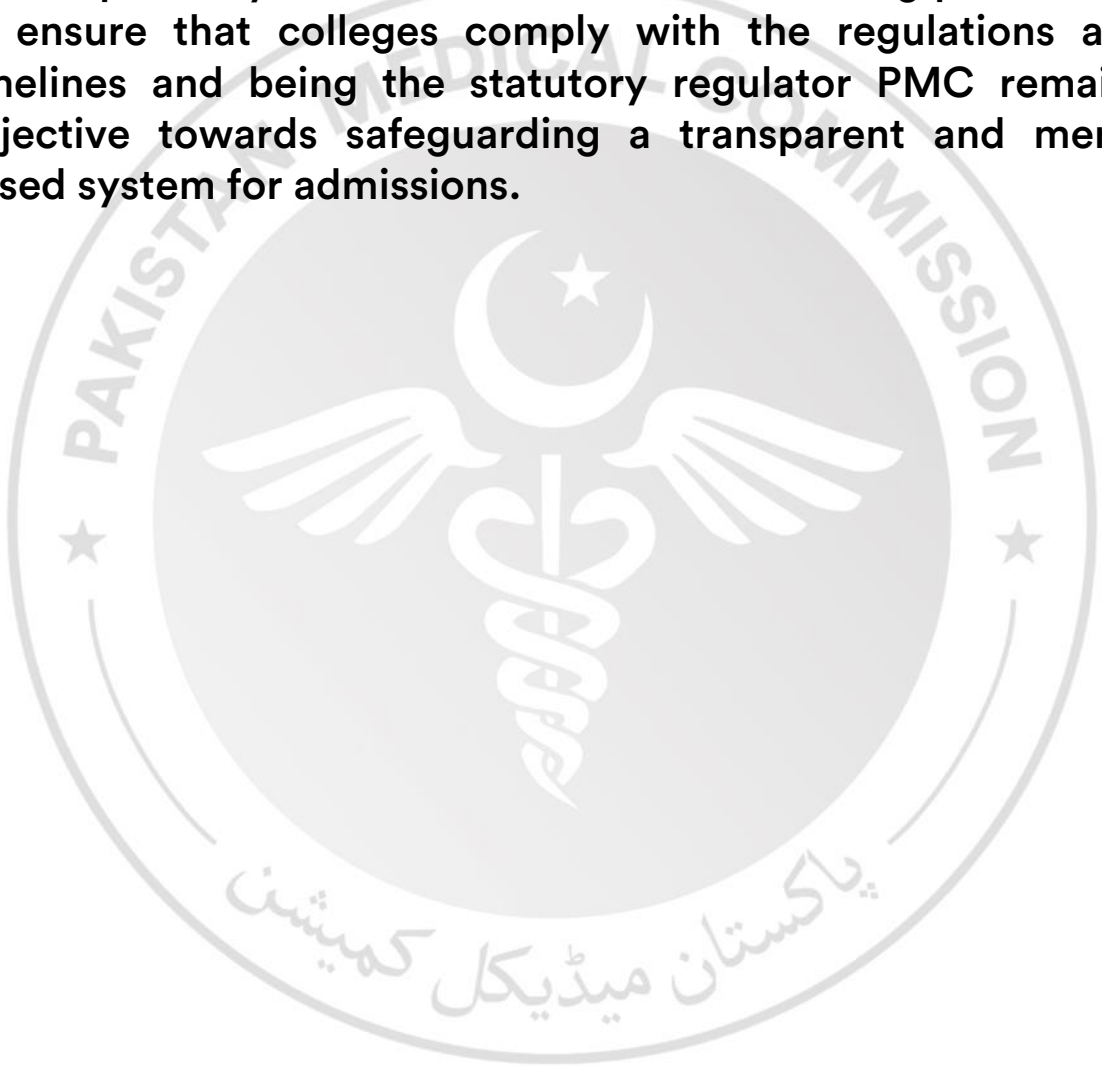 ensure that colleges comply with the regulations a
melines and being the statutory regulator PMC remai
jective towards safeguarding a transparent and mer
sed system for admissions.
PAKISTAN MEDICAL COMMISSION
پاکستان میڈیکل کمیشن